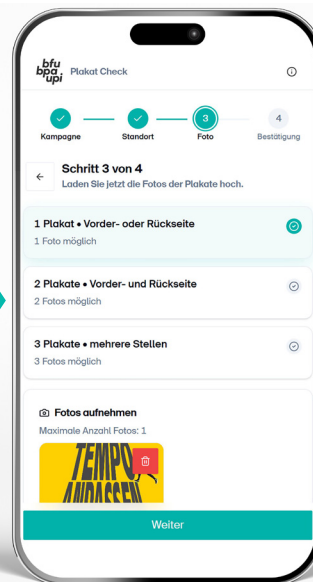 bfu
bpa
upi
Plakat Check
3
4
Kampagne
Standort
Foto
Bestätigung
Schritt 3 von 4
Laden Sie jetzt die Fotos der Plakate hoch.
1 Plakat • Vorder- oder Rückseite
1 Foto möglich
2 Plakate • Vorder- und Rückseite
2 Fotos möglich
3 Plakate • mehrere Stellen
3 Fotos möglich
Fotos aufnehmen
Maximale Anzahl Fotos: 1
TEMPO
ANPASSEN
Weiter